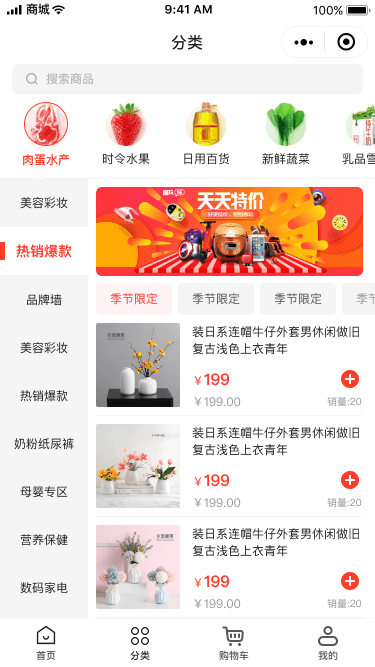 商城
9:41 AM
100%
分类
搜索商品
肉蛋水产
时令水果
日用百货
新鲜蔬菜
乳品雪
美容彩妆
热销爆款
品牌墙
美容彩妆
热销爆款
奶粉纸尿裤
母婴专区
营养保健
数码家电
天天特价
季节限定
季节限定
季节限定
季节
装日系连帽牛仔外套男休闲做旧
复古浅色上衣青年
¥199
¥199.00
销量:20
装日系连帽牛仔外套男休闲做旧
复古浅色上衣青年
¥199
¥199.00
销量:20
装日系连帽牛仔外套男休闲做旧
复古浅色上衣青年
¥199
¥199.00
销量:20
首页
分类
购物车
我的